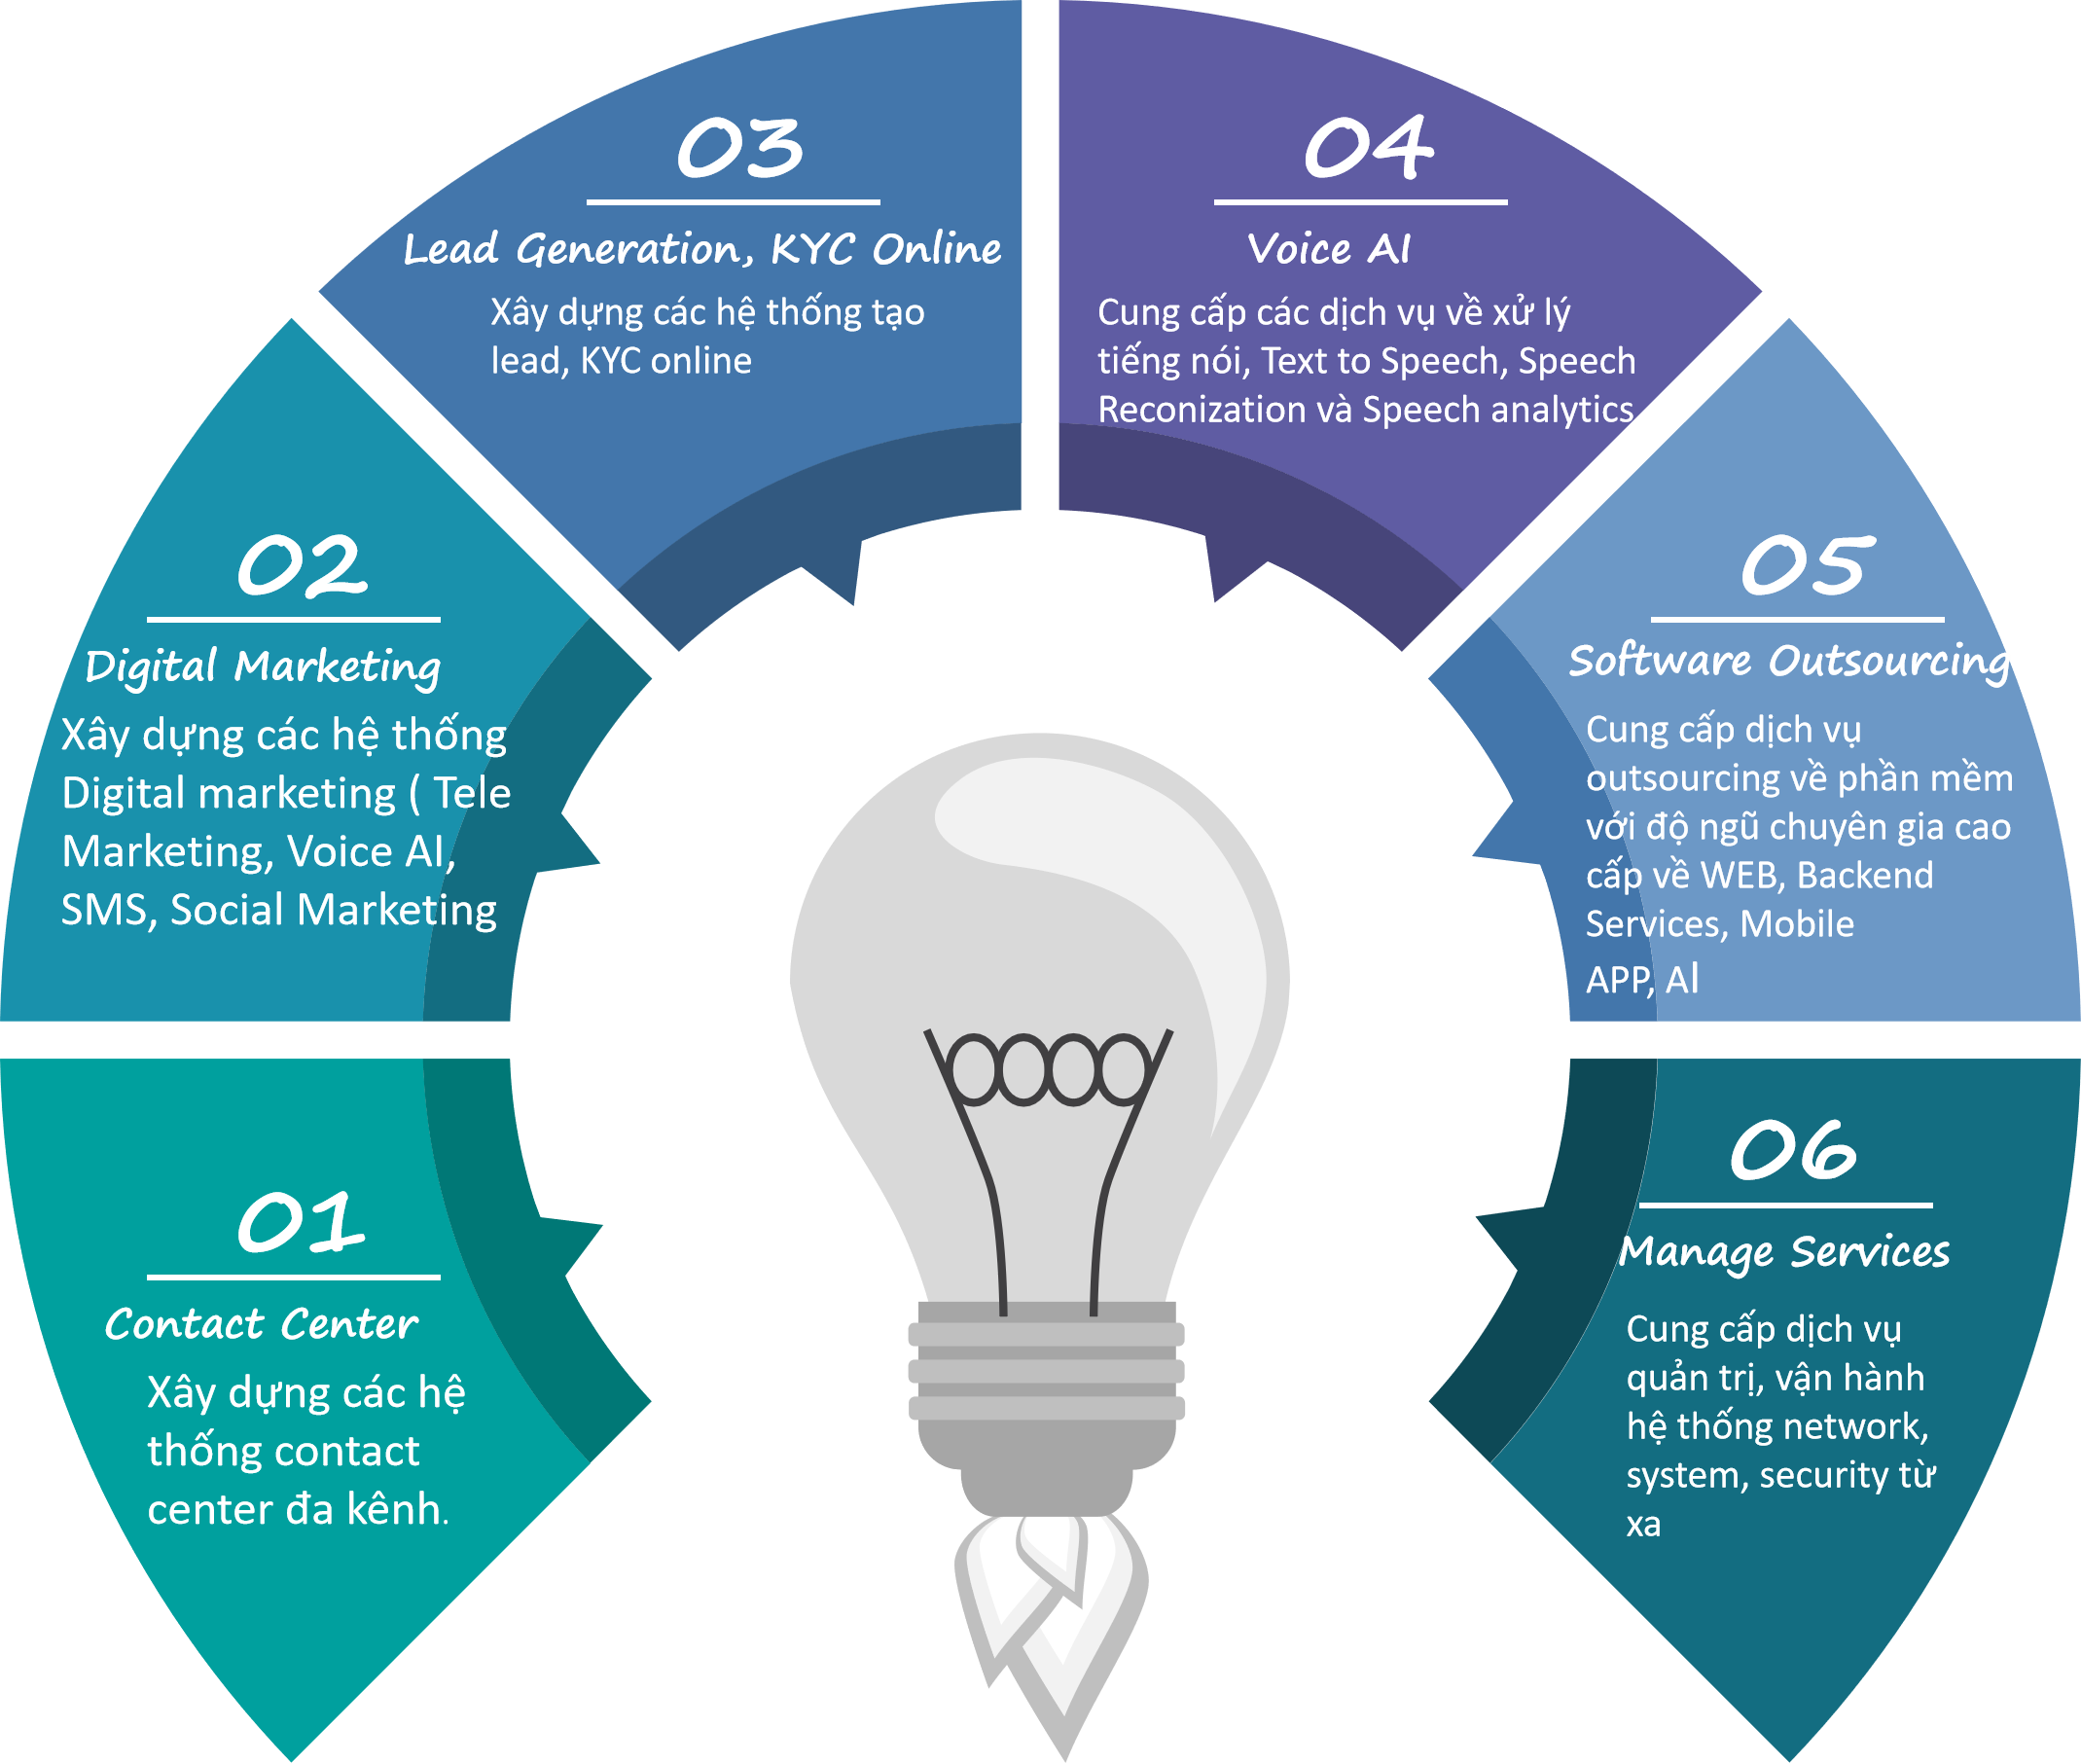 01
Contact Center
Xây dựng các hệ
thống contact
center đa kênh.
02
Digital Marketing
Xây dựng các hệ thống
Digital marketing ( Tele
Marketing, Voice AI,
SMS, Social Marketing
03
Lead Generation, KYC Online
Xây dựng các hệ thống tạo
lead, KYC online
04
Voice AI
Cung cấp các dịch vụ về xử lý
tiếng nói, Text to Speech, Speech
Reconization và Speech analytics
05
Software Outsourcing
Cung cấp dịch vụ
outsourcing về phần mềm
với độ ngũ chuyên gia cao
cấp về WEB, Backend
Services, Mobile
APP, AI
06
Manage Services
Cung cấp dịch vụ
quản trị, vận hành
hệ thống network,
system, security từ
xa